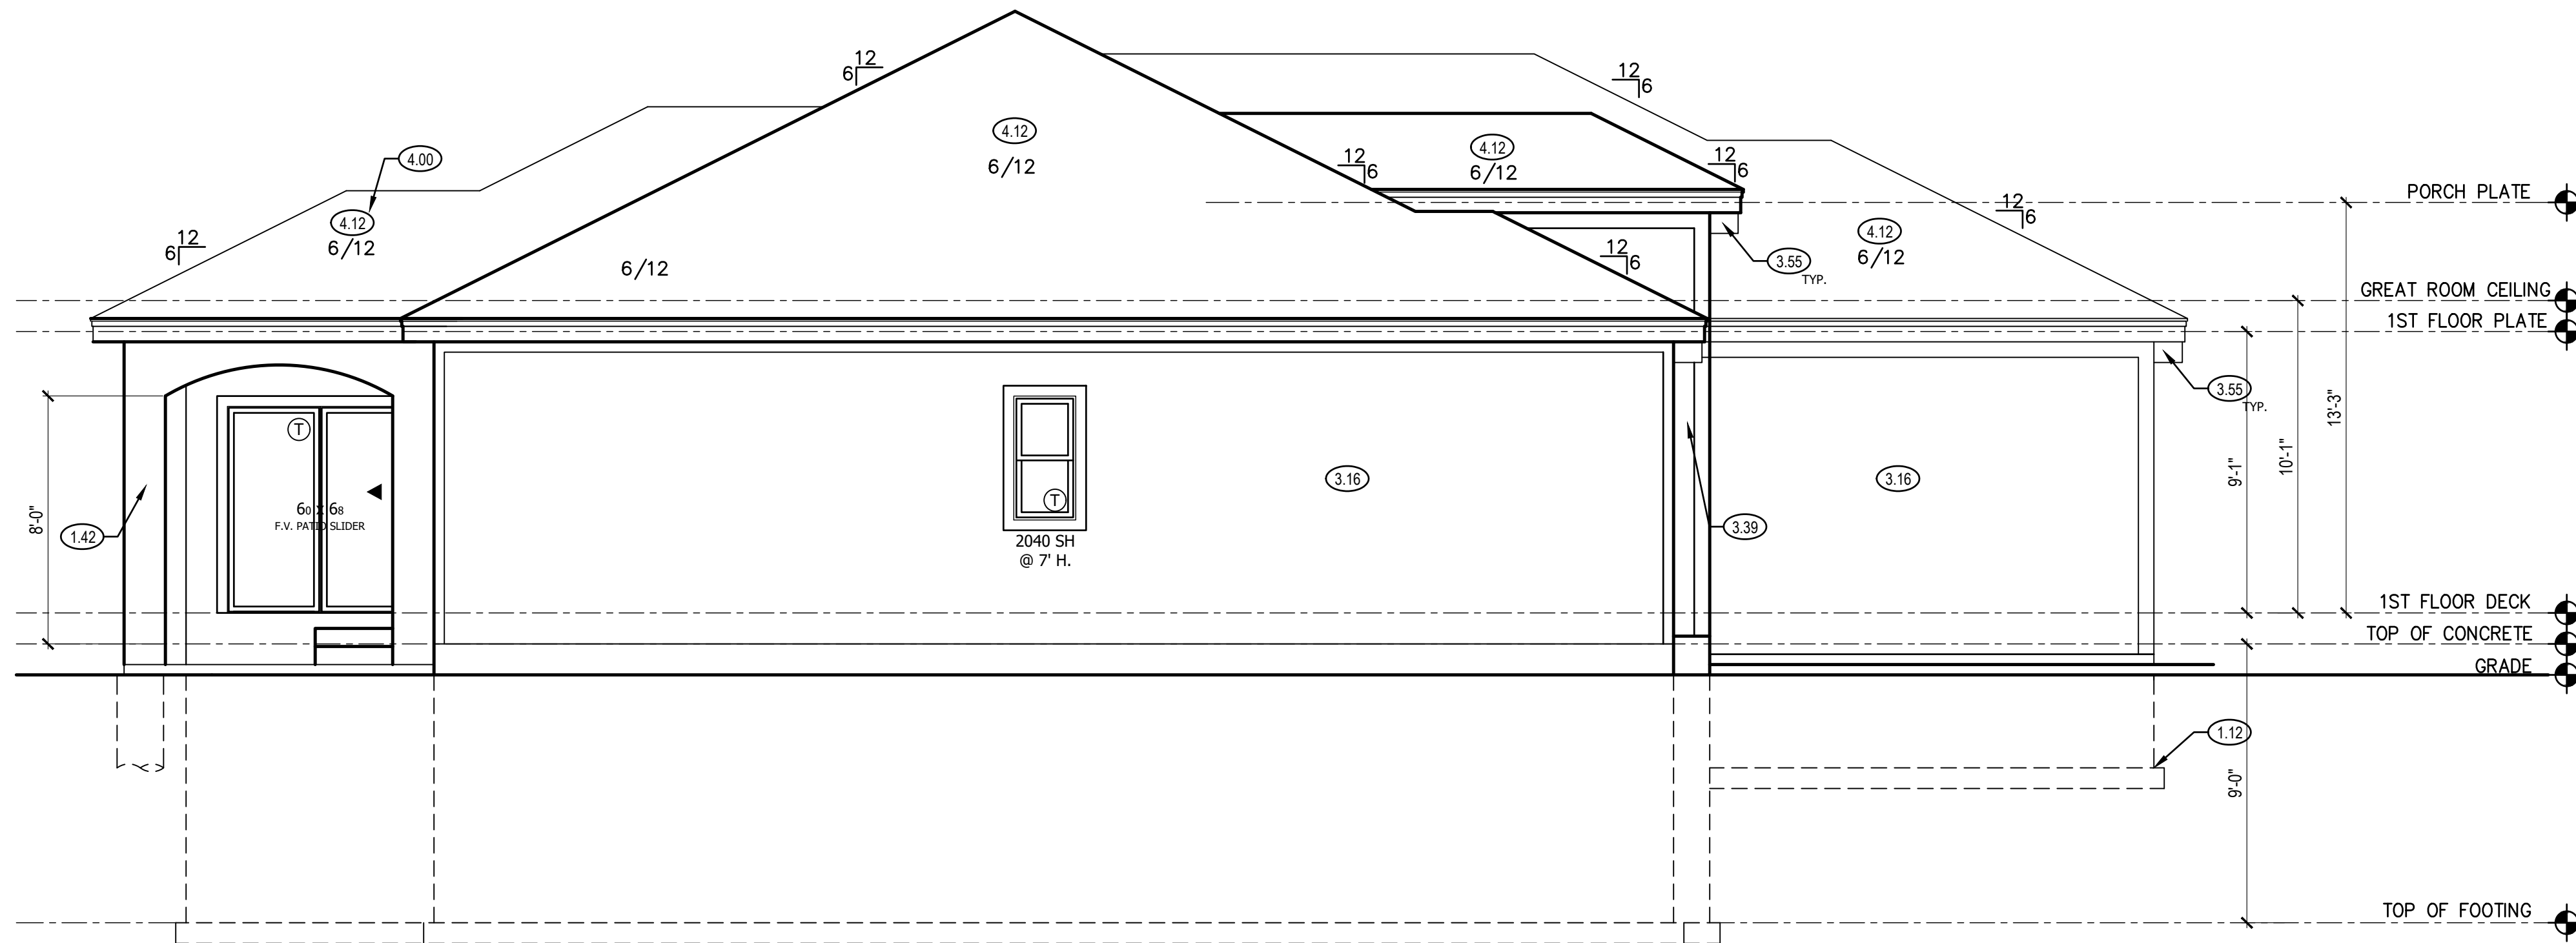 12
6
12
6
4.12
6/12
4.00
4.12
6/12
12
6
12
6
4.12
6/12
12
6
PORCH PLATE
12
6
12
6
4.12
6/12
6/12
12
6
3.55
TYP.
GREAT ROOM CEILING
1ST FLOOR PLATE
3.55
TYP.
13'-3"
10'-1"
9'-1"
8'-0"
T
60 x 68
F.V. PATIO SLIDER
1.42
T
2040 SH
@ 7' H.
3.16
3.39
3.16
1ST FLOOR DECK
TOP OF CONCRETE
GRADE
1.12
9'-0"
TOP OF FOOTING